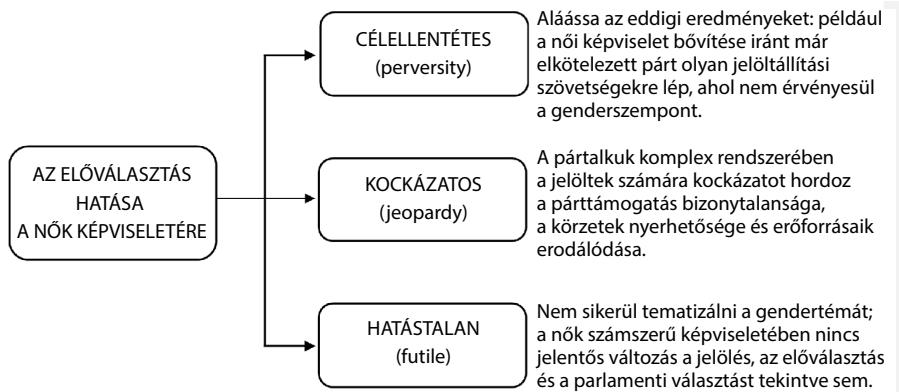 AZ ELŐVÁLASZTÁS
HATÁSA
A NŐK KÉPVISELETÉRE
CÉLELLENTÉTES
(perversity)
Aláássa az eddigi eredményeket: például
a női képviselet bővítése iránt már
elkötelezett párt olyan jelöltállítási
szövetségekre lép, ahol nem érvényesül
a genderszempont.
KOCKÁZATOS
(jeopardy)
A pártalkuk komplex rendszerében
a jelöltek számára kockázatot hordoz
a párttámogatás bizonytalansága,
a körzetek nyerhetősége és erőforrásaik
erodálódása.
HATÁSTALAN
(futile)
Nem sikerül tematizálni a gendertémát;
a nők számszerű képviseletében nincs
jelentős változás a jelölés, az előválasztás
és a parlamenti választást tekintve sem.